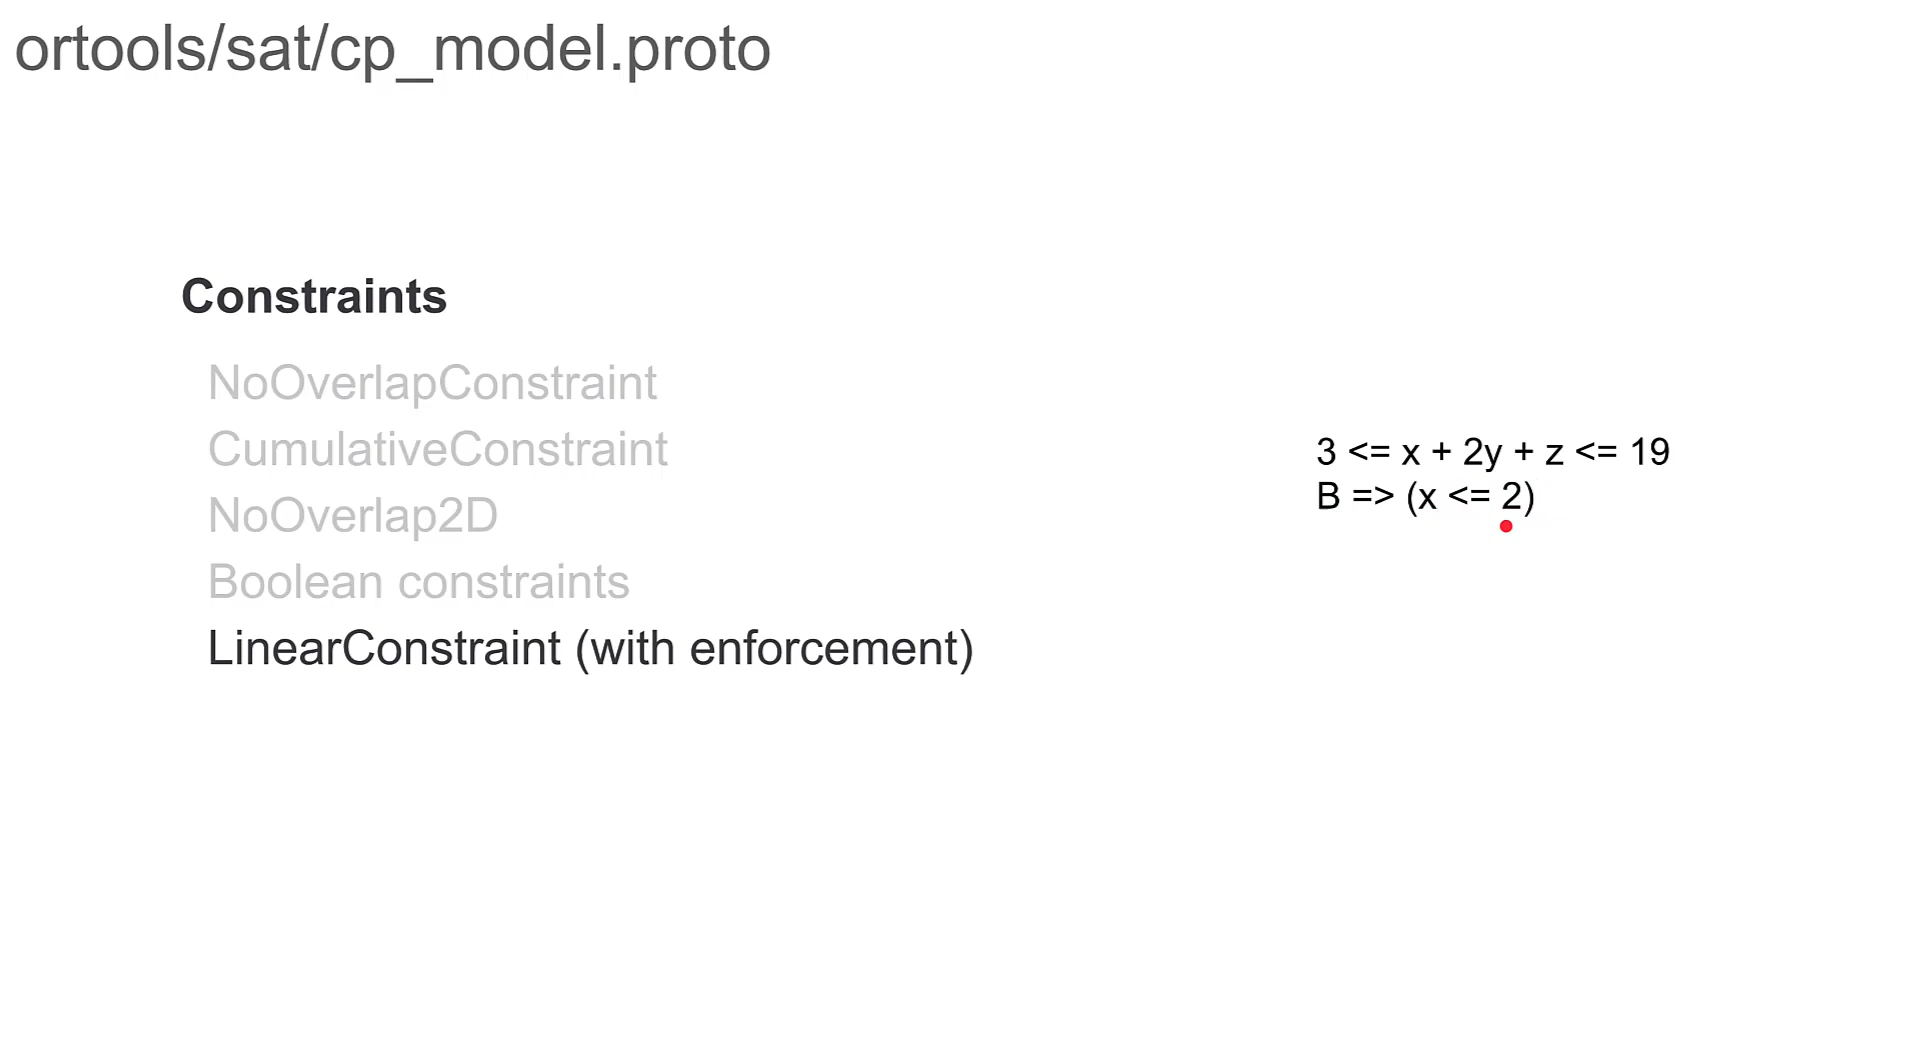 ortools/sat/cp_model.proto
Constraints
NoOverlapConstraint
CumulativeConstraint
NoOverlap2D
Boolean constraints
LinearConstraint (with enforcement)
3 <= x + 2y + z <= 19
B => (x <= 2)